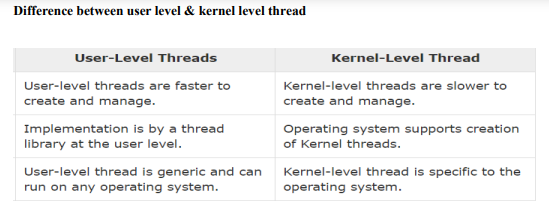 Difference between user level & kernel level thread
User-Level Threads
Kernel-Level Thread
User-level threads are faster to
create and manage.
Kernel-level threads are slower to
create and manage.
Implementation is by a thread
library at the user level.
Operating system supports creation
of Kernel threads.
User-level thread is generic and can
run on any operating system.
Kernel-level thread is specific to the
operating system.